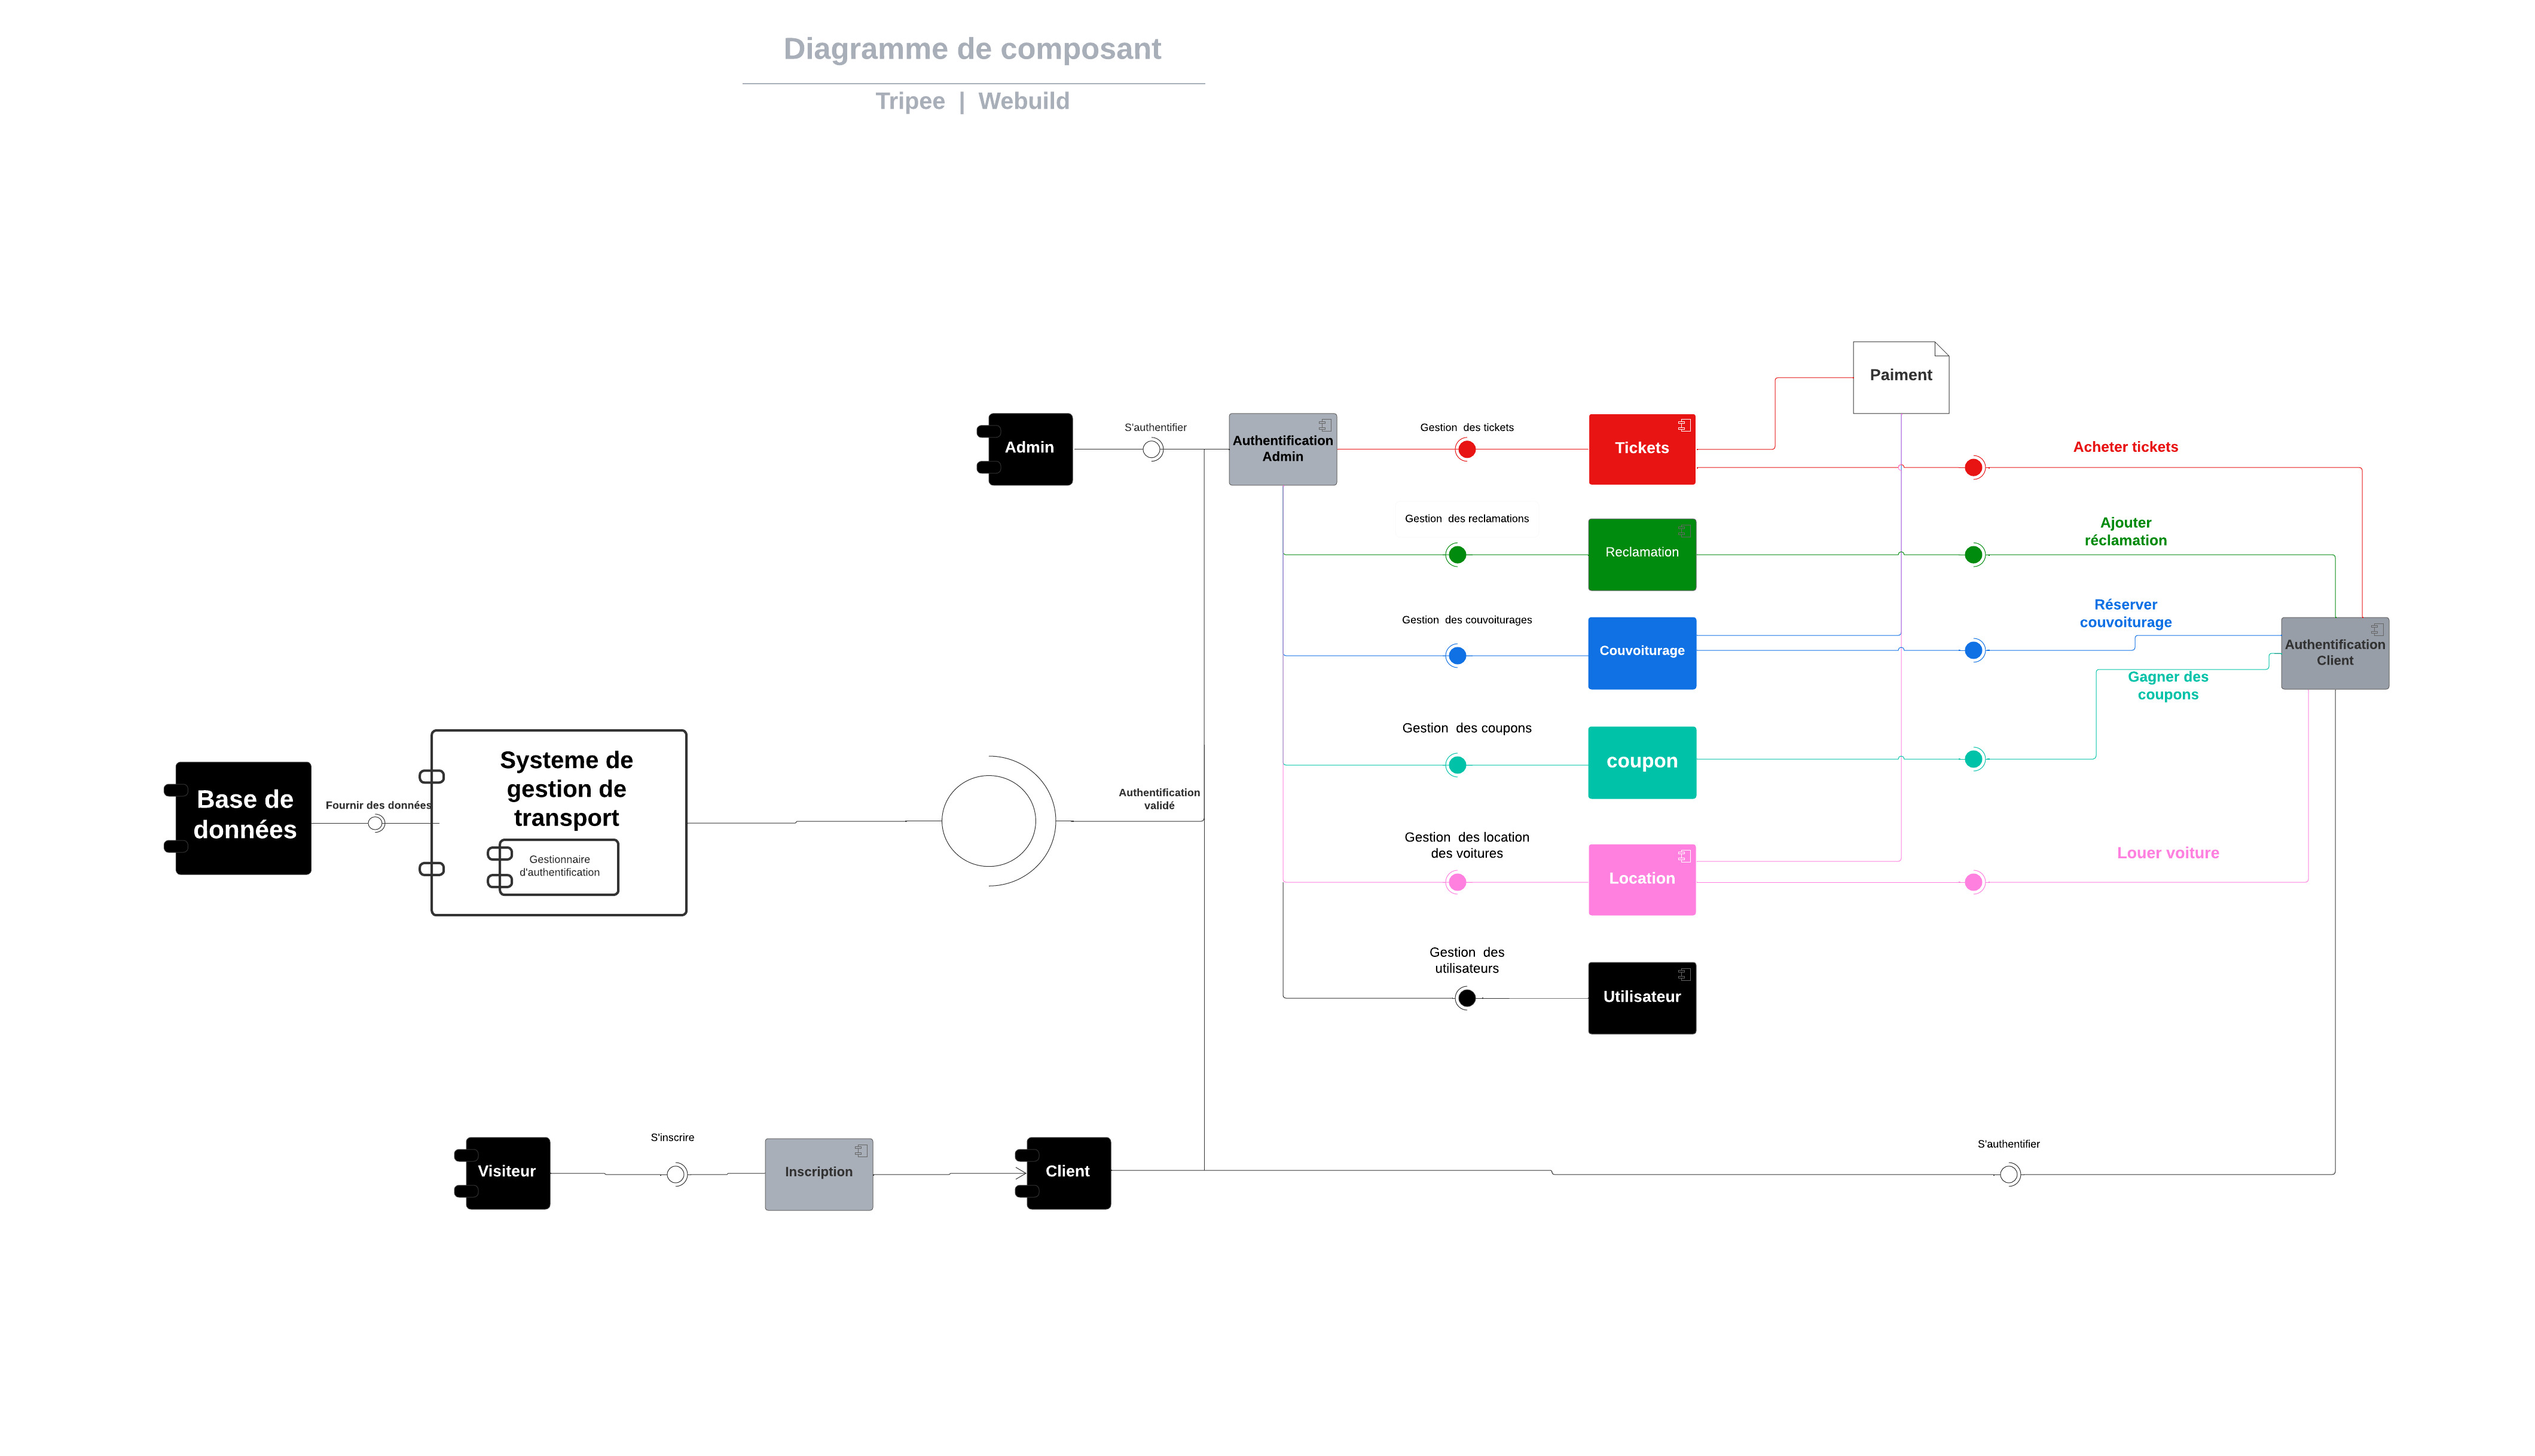 Diagramme de composant
Tripee | Webuild
Paiment
Admin
S'authentifier
Authentification
Admin
Gestion des tickets
Tickets
Acheter tickets
Gestion des reclamations
Reclamation
Ajouter
réclamation
Gestion des couvoiturages
Couvoiturage
Réserver
couvoiturage
Authentification
Client
Gagner des
coupons
Gestion des coupons
coupon
Systeme de
gestion de
transport
Base de
données
Fournir des données
Gestionnaire
d'authentification
Authentification
validé
Gestion des location
des voitures
Location
Louer voiture
Gestion des
utilisateurs
Utilisateur
Visiteur
S'inscrire
Inscription
Client
S'authentifier